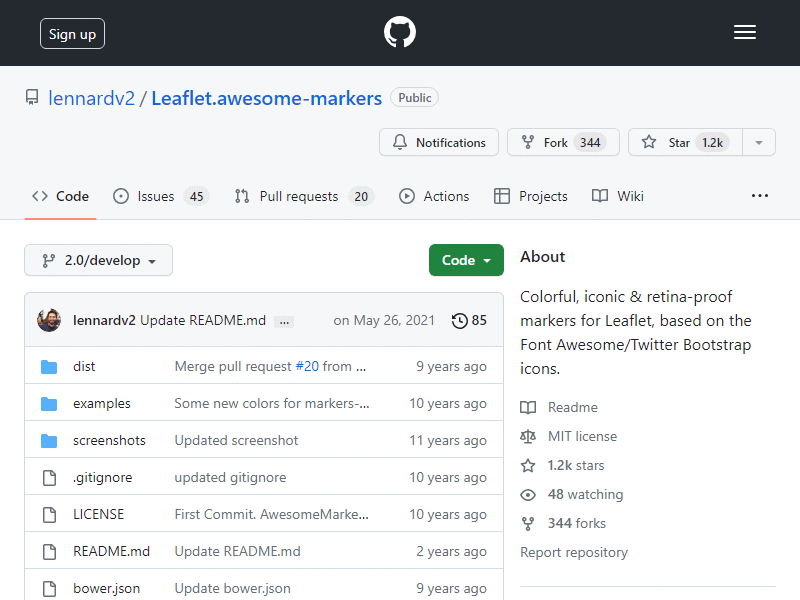 Sign up
lennardv2 / Leaflet.awesome-markers Public
Notifications Fork 344 Star 1.2k
Code Issues 45 Pull requests 20 Actions Projects Wiki ...
2.0/develop Code
lennardv2 Update README.md ... on May 26, 2021 85
dist Merge pull request #20 from ... 9 years ago
examples Some new colors for markers-... 10 years ago
screenshots Updated screenshot 11 years ago
.gitignore updated gitignore 10 years ago
LICENSE First Commit. AwesomeMarke... 10 years ago
README.md Update README.md 2 years ago
bower.json Update bower.json 9 years ago
About
Colorful, iconic & retina-proof
markers for Leaflet, based on the
Font Awesome/Twitter Bootstrap
icons.
Readme
MIT license
1.2k stars
48 watching
344 forks
Report repository